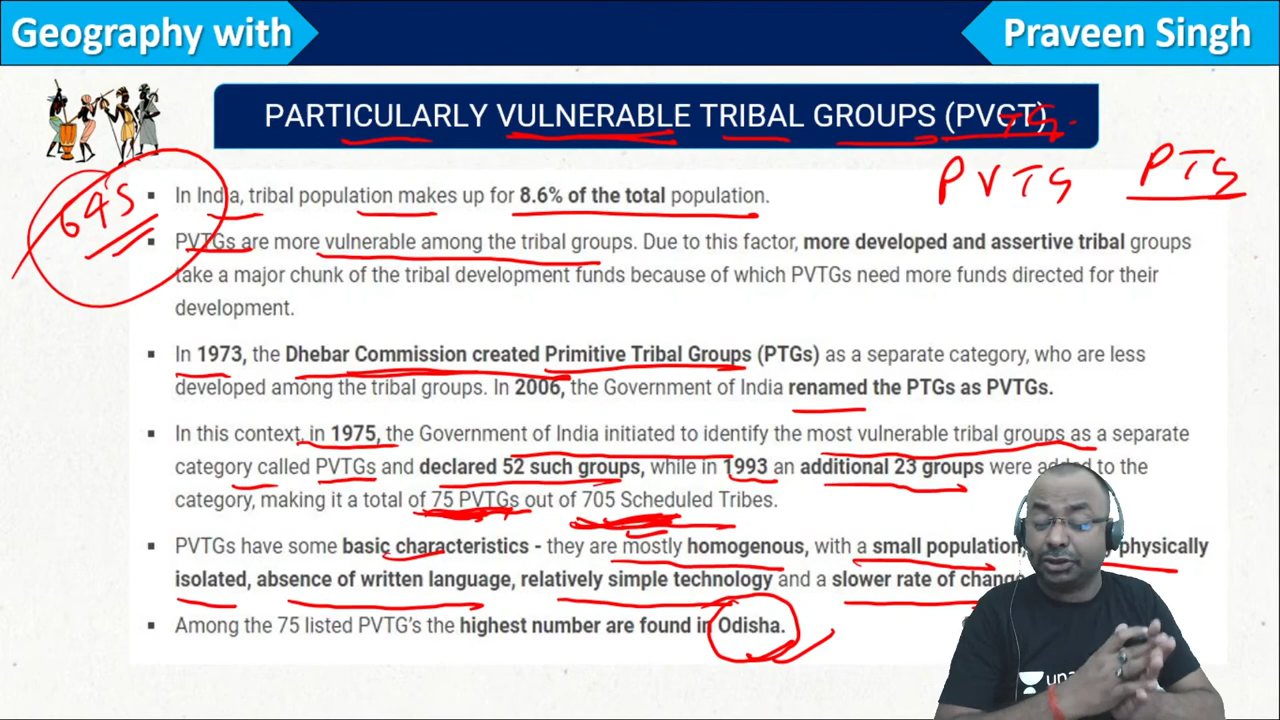 Geography with
Praveen Singh
PARTICULARLY VULNERABLE TRIBAL GROUPS (PVGT)
TG
PVTG
PTG
645
▪ In India, tribal population makes up for 8.6% of the total population.
▪ PVTGs are more vulnerable among the tribal groups. Due to this factor, more developed and assertive tribal groups
take a major chunk of the tribal development funds because of which PVTGs need more funds directed for their
development.
▪ In 1973, the Dhebar Commission created Primitive Tribal Groups (PTGs) as a separate category, who are less
developed among the tribal groups. In 2006, the Government of India renamed the PTGs as PVTGs.
▪ In this context, in 1975, the Government of India initiated to identify the most vulnerable tribal groups as a separate
category called PVTGs and declared 52 such groups, while in 1993 an additional 23 groups were added to the
category, making it a total of 75 PVTGs out of 705 Scheduled Tribes.
▪ PVTGs have some basic characteristics - they are mostly homogenous, with a small population, physically
isolated, absence of written language, relatively simple technology and a slower rate of change
▪ Among the 75 listed PVTG's the highest number are found in Odisha.